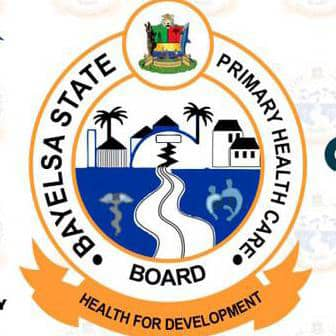 BAYELSA STATE
PRIMARY HEALTH CARE
BOARD
HEALTH FOR DEVELOPMENT